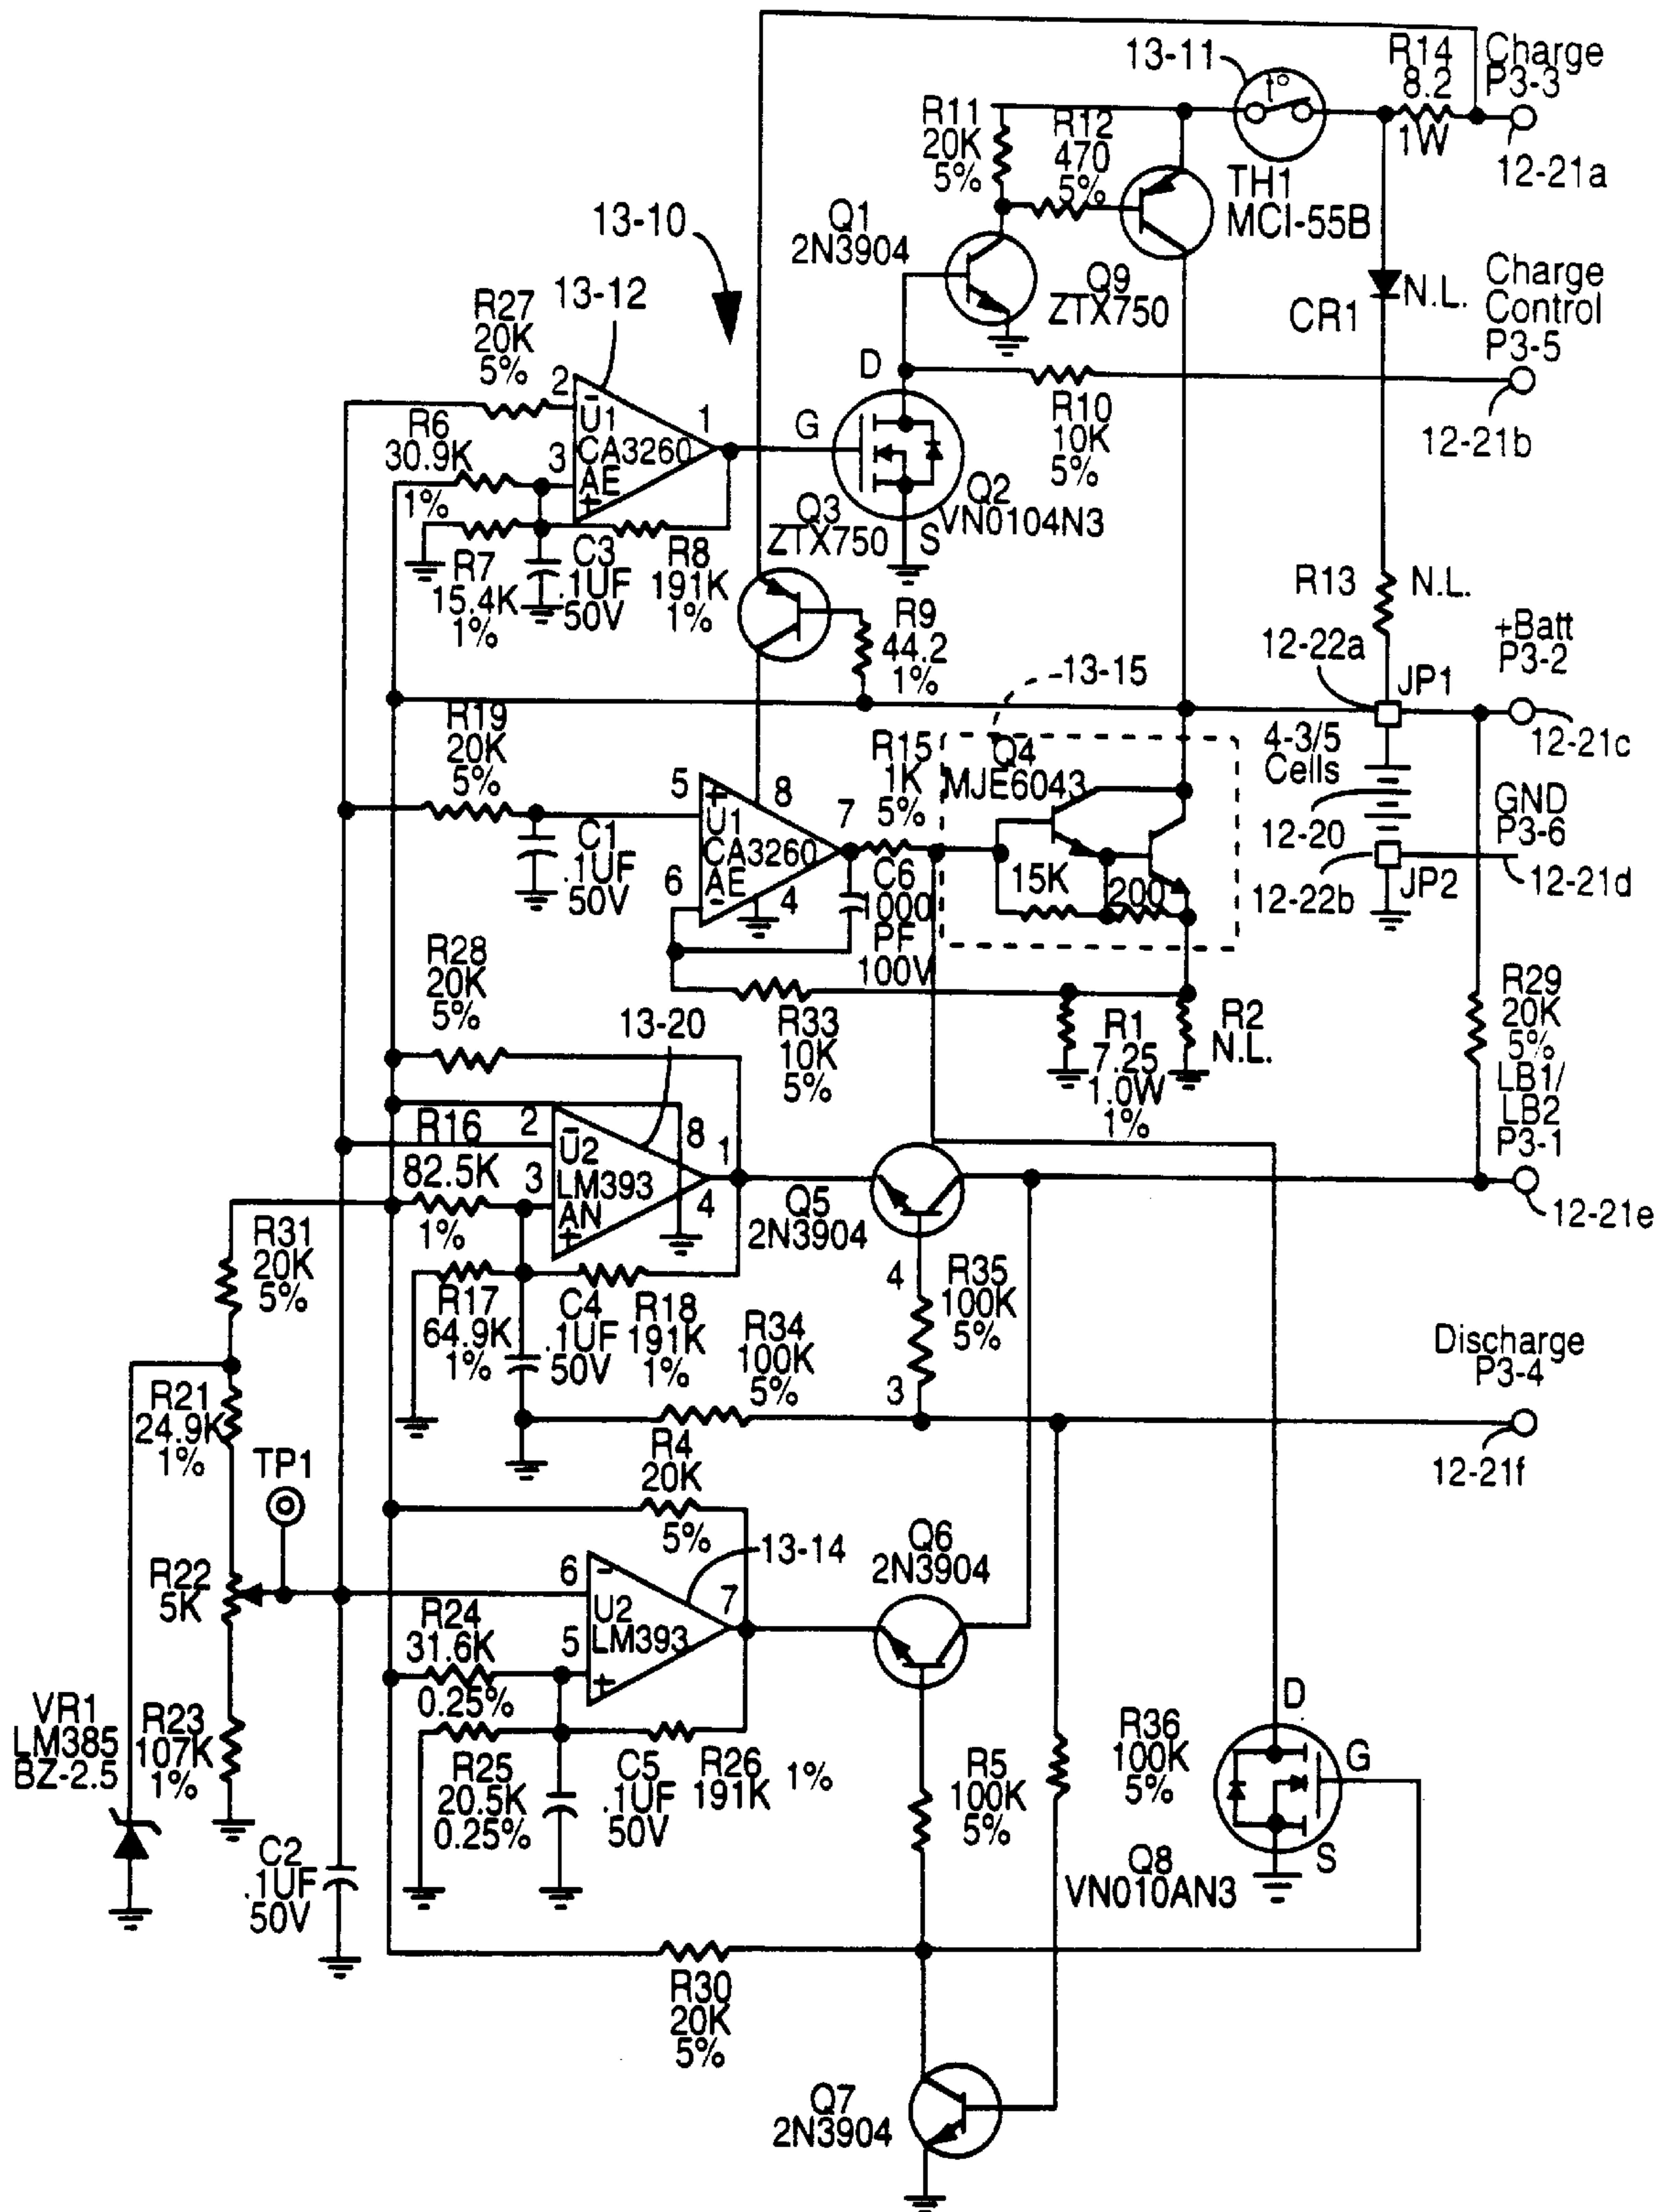 13-11
R14
8.2
1W
Charge
P3-3
12-21a
t°
R11
20K
5%
R12
470
5%
TH1
MCI-55B
13-10
Q1
2N3904
Q9
ZTX750
N.L.
CR1
Charge
Control
P3-5
12-21b
R27
20K
5%
13-12
2
-
U1
CA3260
AE
+
3
1
R6
30.9K
1%
D
G
S
R10
10K
5%
Q2
VN0104N3
Q3
ZTX750
R7
15.4K
1%
C3
.1UF
50V
R8
191K
1%
R9
44.2
1%
R13
N.L.
12-22a
JP1
+Batt
P3-2
12-21c
13-15
R19
20K
5%
R15
1K
5%
Q4
MJE6043
4-3/5
Cells
12-20
GND
P3-6
12-22b
JP2
12-21d
5
+
U1
CA3260
AE
-
8
7
6
4
C1
.1UF
50V
C6
1000
PF
100V
15K
200
R28
20K
5%
13-20
R33
10K
5%
R1
7.25
1.0W
1%
R2
N.L.
R29
20K
5%
LB1/
LB2
P3-1
12-21e
R16
82.5K
1%
2
-
U2
LM393
AN
+
3
8
1
4
Q5
2N3904
R31
20K
5%
R17
64.9K
1%
C4
.1UF
50V
R18
191K
1%
R34
100K
5%
4
R35
100K
5%
3
Discharge
P3-4
12-21f
R21
24.9K
1%
TP1
R4
20K
5%
13-14
Q6
2N3904
R22
5K
6
-
U2
LM393
+
5
7
R24
31.6K
0.25%
VR1
LM385
BZ-2.5
R23
107K
1%
R25
20.5K
0.25%
C5
.1UF
50V
R26
191K
1%
R5
100K
5%
R36
100K
5%
D
G
S
Q8
VN010AN3
C2
.1UF
50V
R30
20K
5%
Q7
2N3904